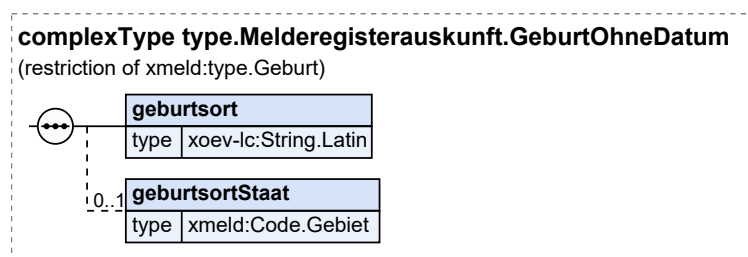 complexType type.Melderegisterauskunft.GeburtOhneDatum
(restriction of xmeld:type.Geburt)
geburtsort
type xoev-lc:String.Latin
0..1 geburtsortStaat
type xmeld:Code.Gebiet